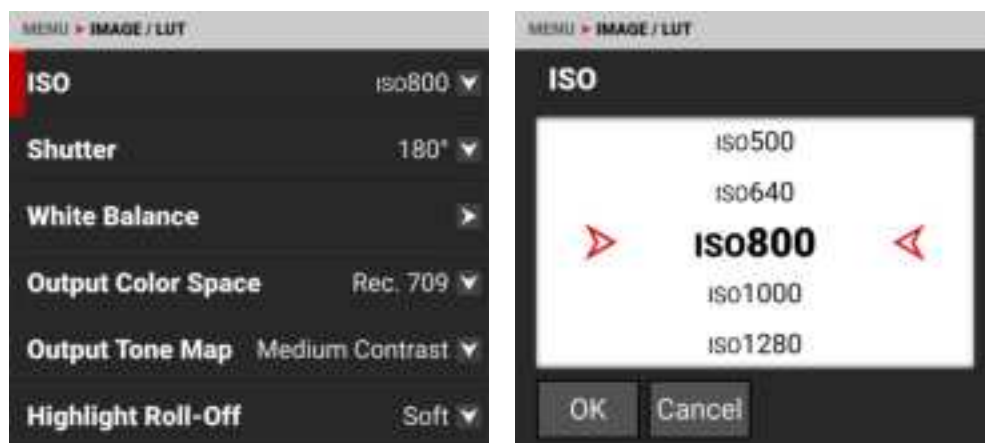 MENU ► IMAGE / LUT
ISO ISO800
Shutter 180°
White Balance
Output Color Space Rec. 709
Output Tone Map Medium Contrast
Highlight Roll-Off Soft
MENU ► IMAGE / LUT
ISO
ISO500
ISO640
ISO800
ISO1000
ISO1280
OK Cancel